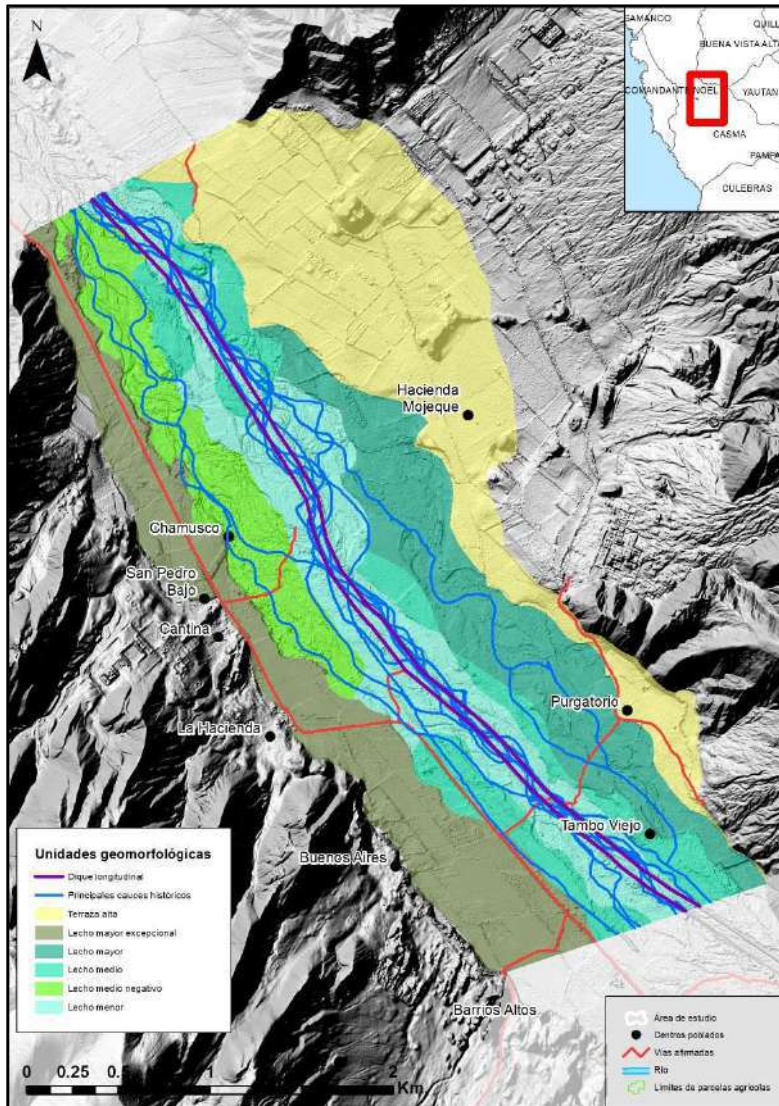 N
SAMANCO
QUILL
BUENA VISTA ALTA
COMANDANTE NOEL
YAUTAN
CASMA
PAMPA
CULEBRAS
Hacienda
Mojeque
Chamusco
San Pedro
Bajo
Cantina
La Hacienda
Purgatorio
Tambo Viejo
Buenos Aires
Barrios Altos
Unidades geomorfológicas
Dique longitudinal
Principales cauces históricos
Terraza alta
Lecho mayor excepcional
Lecho mayor
Lecho medio
Lecho medio negativo
Lecho menor
0 0.25 0.5 1 2
Km
Área de estudio
Centros poblados
Vías afirmadas
Río
Límites de parcelas agrícolas